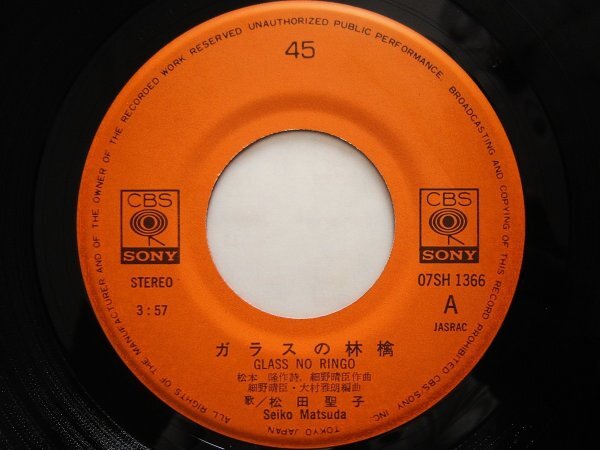 ALL RIGHTS OF THE MANUFACTURER AND OF THE OWNER OF THE RECORDED WORK RESERVED UNAUTHORIZED PUBLIC PERFORMANCE, BROADCASTING AND COPYING OF THIS RECORD PROHIBITED CBS/SONY INC. TOKYO JAPAN
45
CBS
SONY
CBS
SONY
STEREO
07SH 1366
3:57
A
JASRAC
ガラスの林檎
GLASS NO RINGO
松本 隆作詩、細野晴臣作曲
細野晴臣・大村雅朗編曲
歌/松田聖子
Seiko Matsuda